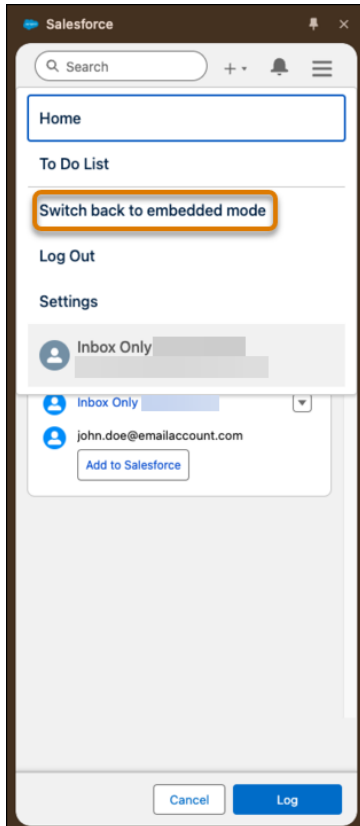 Salesforce
Search
Home
To Do List
Switch back to embedded mode
Log Out
Settings
Inbox Only
Inbox Only
john.doe@emailaccount.com
Add to Salesforce
Cancel
Log